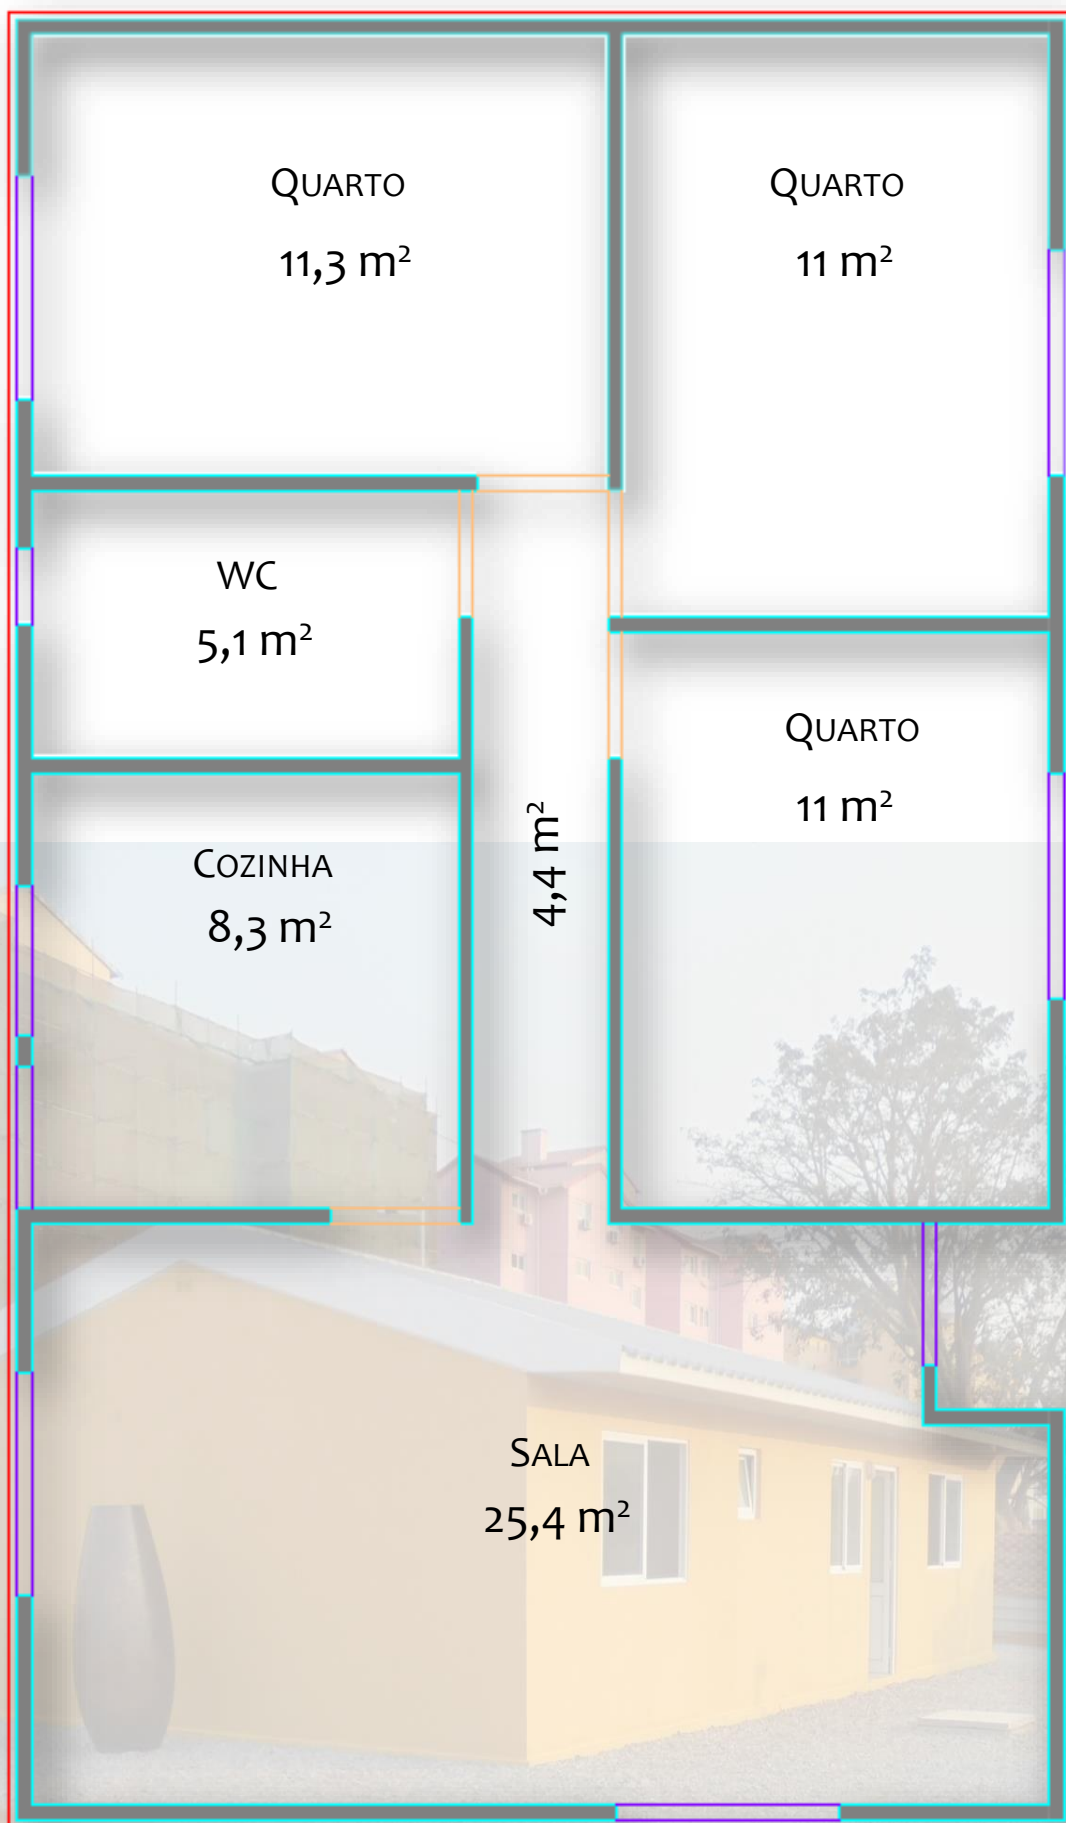 Quarto
11,3 m²
Quarto
11 m²
WC
5,1 m²
Quarto
11 m²
Cozinha
8,3 m²
4,4 m²
Sala
25,4 m²